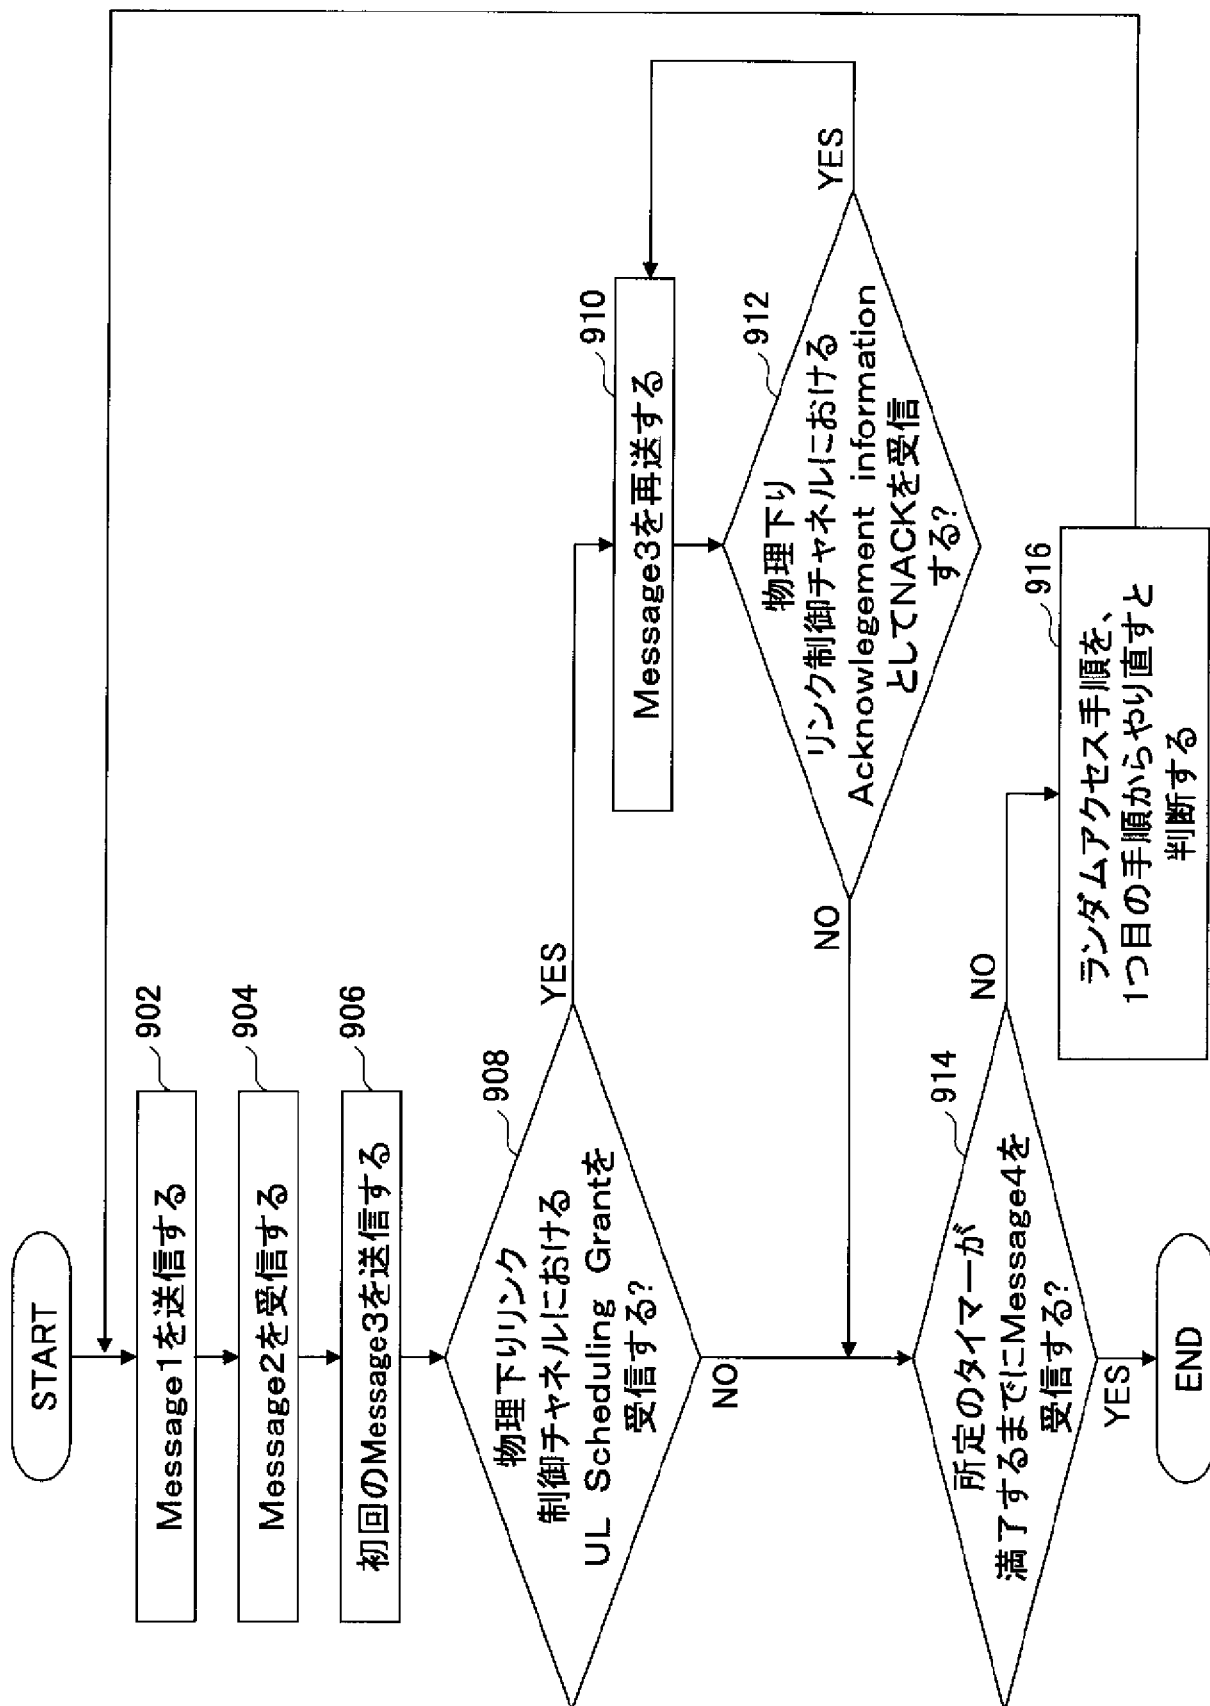 START
Message1を送信する
902
Message2を受信する
904
初回のMessage3を送信する
906
物理下りリンク
制御チャネルにおける
UL Scheduling Grantを
受信する?
908
YES
NO
Message3を再送する
910
物理下り
リンク制御チャネルにおける
Acknowlegement information
としてNACKを受信
する?
912
YES
NO
所定のタイマーが
満了するまでにMessage4を
受信する?
914
NO
YES
ランダムアクセス手順を、
1つ目の手順からやり直すと
判断する
916
END